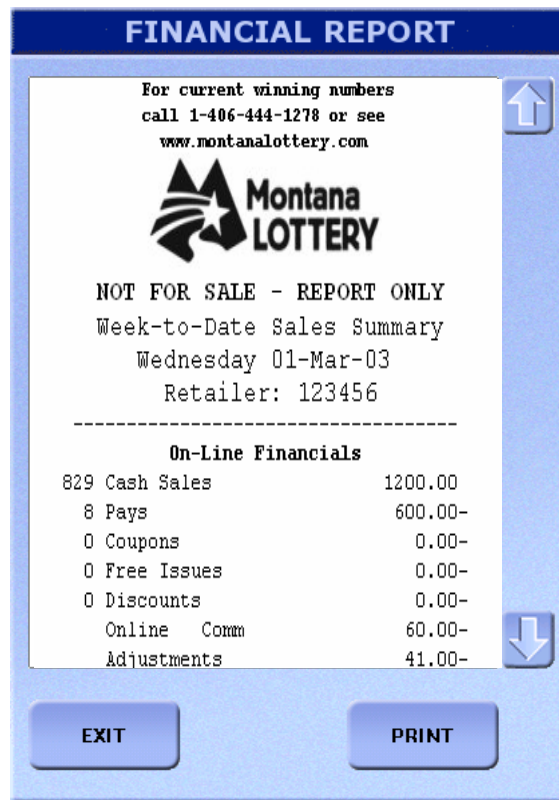 FINANCIAL REPORT
For current winning numbers
call 1-406-444-1278 or see
www.montanalottery.com
Montana
LOTTERY
NOT FOR SALE - REPORT ONLY
Week-to-Date Sales Summary
Wednesday 01-Mar-03
Retailer: 123456
-----------------------------------
On-Line Financials
829 Cash Sales 1200.00
8 Pays 600.00-
0 Coupons 0.00-
0 Free Issues 0.00-
0 Discounts 0.00-
Online Comm 60.00-
Adjustments 41.00-
EXIT
PRINT